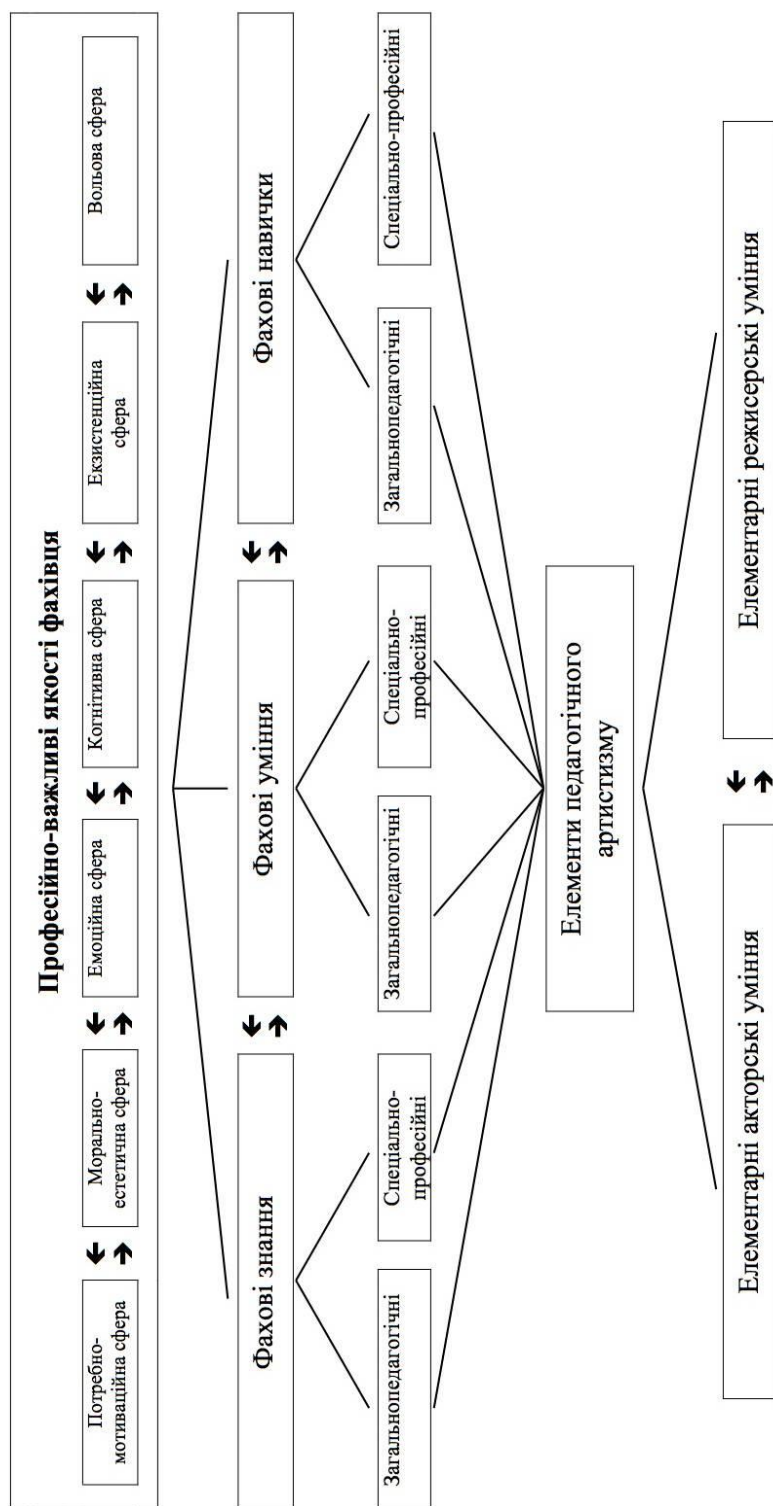 Професійно-важливі якості фахівця
Потребно-
мотиваційна сфера
Морально-
естетична сфера
Емоційна сфера
Когнітивна сфера
Екзистенційна
сфера
Вольова сфера
Фахові знання
Фахові уміння
Фахові навички
Загальнопедагогічні
Спеціально-
професійні
Загальнопедагогічні
Спеціально-
професійні
Загальнопедагогічні
Спеціально-професійні
Елементи педагогічного
артистизму
Елементарні акторські уміння
Елементарні режисерські уміння